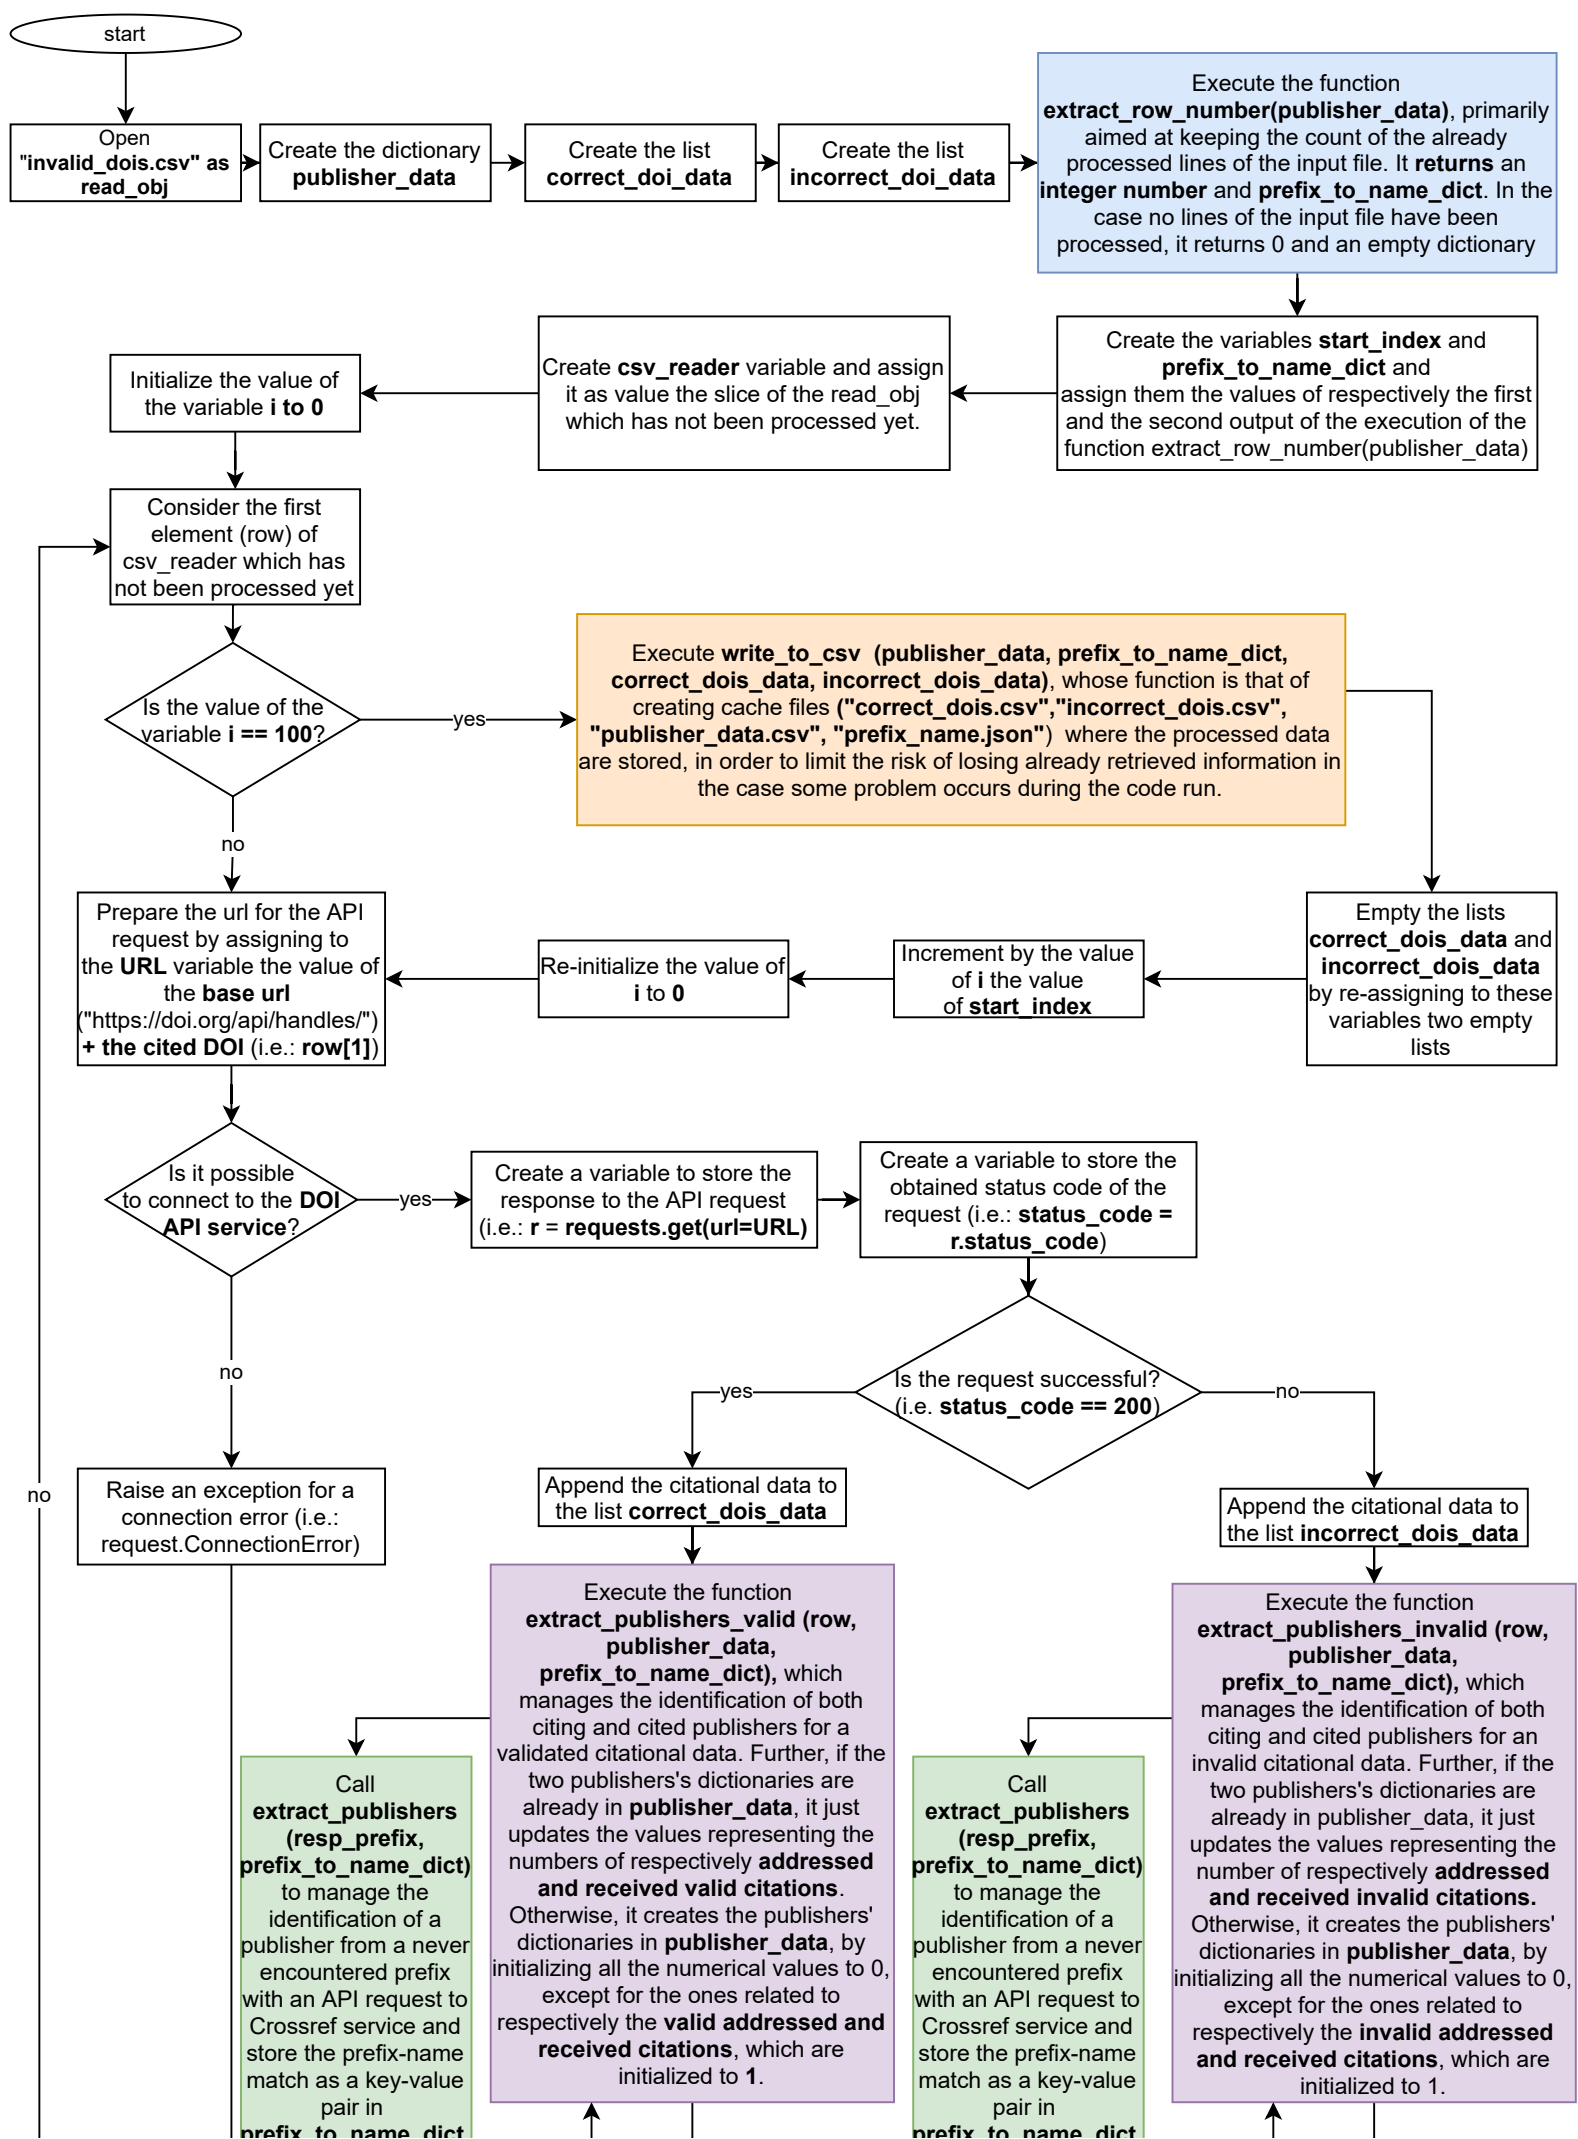 start
Open
"invalid_dois.csv" as
read_obj
Create the dictionary
publisher_data
Create the list
correct_doi_data
Create the list
incorrect_doi_data
Execute the function
extract_row_number(publisher_data), primarily
aimed at keeping the count of the already
processed lines of the input file. It returns an
integer number and prefix_to_name_dict. In the
case no lines of the input file have been
processed, it returns 0 and an empty dictionary
Create the variables start_index and
prefix_to_name_dict and
assign them the values of respectively the first
and the second output of the execution of the
function extract_row_number(publisher_data)
Create csv_reader variable and assign
it as value the slice of the read_obj
which has not been processed yet.
Initialize the value of
the variable i to 0
Consider the first
element (row) of
csv_reader which has
not been processed yet
Is the value of the
variable i == 100?
yes
Execute write_to_csv (publisher_data, prefix_to_name_dict,
correct_dois_data, incorrect_dois_data), whose function is that of
creating cache files ("correct_dois.csv","incorrect_dois.csv",
"publisher_data.csv", "prefix_name.json") where the processed data
are stored, in order to limit the risk of losing already retrieved information in
the case some problem occurs during the code run.
no
Empty the lists
correct_dois_data and
incorrect_dois_data
by re-assigning to these
variables two empty
lists
Increment by the value
of i the value
of start_index
Re-initialize the value of
i to 0
Prepare the url for the API
request by assigning to
the URL variable the value of
the base url
("https://doi.org/api/handles/")
+ the cited DOI (i.e.: row[1])
Is it possible
to connect to the DOI
API service?
yes
Create a variable to store the
response to the API request
(i.e.: r = requests.get(url=URL)
Create a variable to store the
obtained status code of the
request (i.e.: status_code =
r.status_code)
no
Is the request successful?
(i.e. status_code == 200)
yes
no
no
Raise an exception for a
connection error (i.e.:
request.ConnectionError)
Append the citational data to
the list correct_dois_data
Append the citational data to
the list incorrect_dois_data
Execute the function
extract_publishers_valid (row,
publisher_data,
prefix_to_name_dict), which
manages the identification of both
citing and cited publishers for a
validated citational data. Further, if the
two publishers's dictionaries are
already in publisher_data, it just
updates the values representing the
numbers of respectively addressed
and received valid citations.
Otherwise, it creates the publishers'
dictionaries in publisher_data, by
initializing all the numerical values to 0,
except for the ones related to
respectively the valid addressed and
received citations, which are
initialized to 1.
Call
extract_publishers
(resp_prefix,
prefix_to_name_dict)
to manage the
identification of a
publisher from a never
encountered prefix
with an API request to
Crossref service and
store the prefix-name
match as a key-value
pair in
prefix_to_name_dict
Execute the function
extract_publishers_invalid (row,
publisher_data,
prefix_to_name_dict), which
manages the identification of both
citing and cited publishers for an
invalid citational data. Further, if the
two publishers's dictionaries are
already in publisher_data, it just
updates the values representing the
number of respectively addressed
and received invalid citations.
Otherwise, it creates the publishers'
dictionaries in publisher_data, by
initializing all the numerical values to 0,
except for the ones related to
respectively the invalid addressed
and received citations, which are
initialized to 1.
Call
extract_publishers
(resp_prefix,
prefix_to_name_dict)
to manage the
identification of a
publisher from a never
encountered prefix
with an API request to
Crossref service and
store the prefix-name
match as a key-value
pair in
prefix_to_name_dict